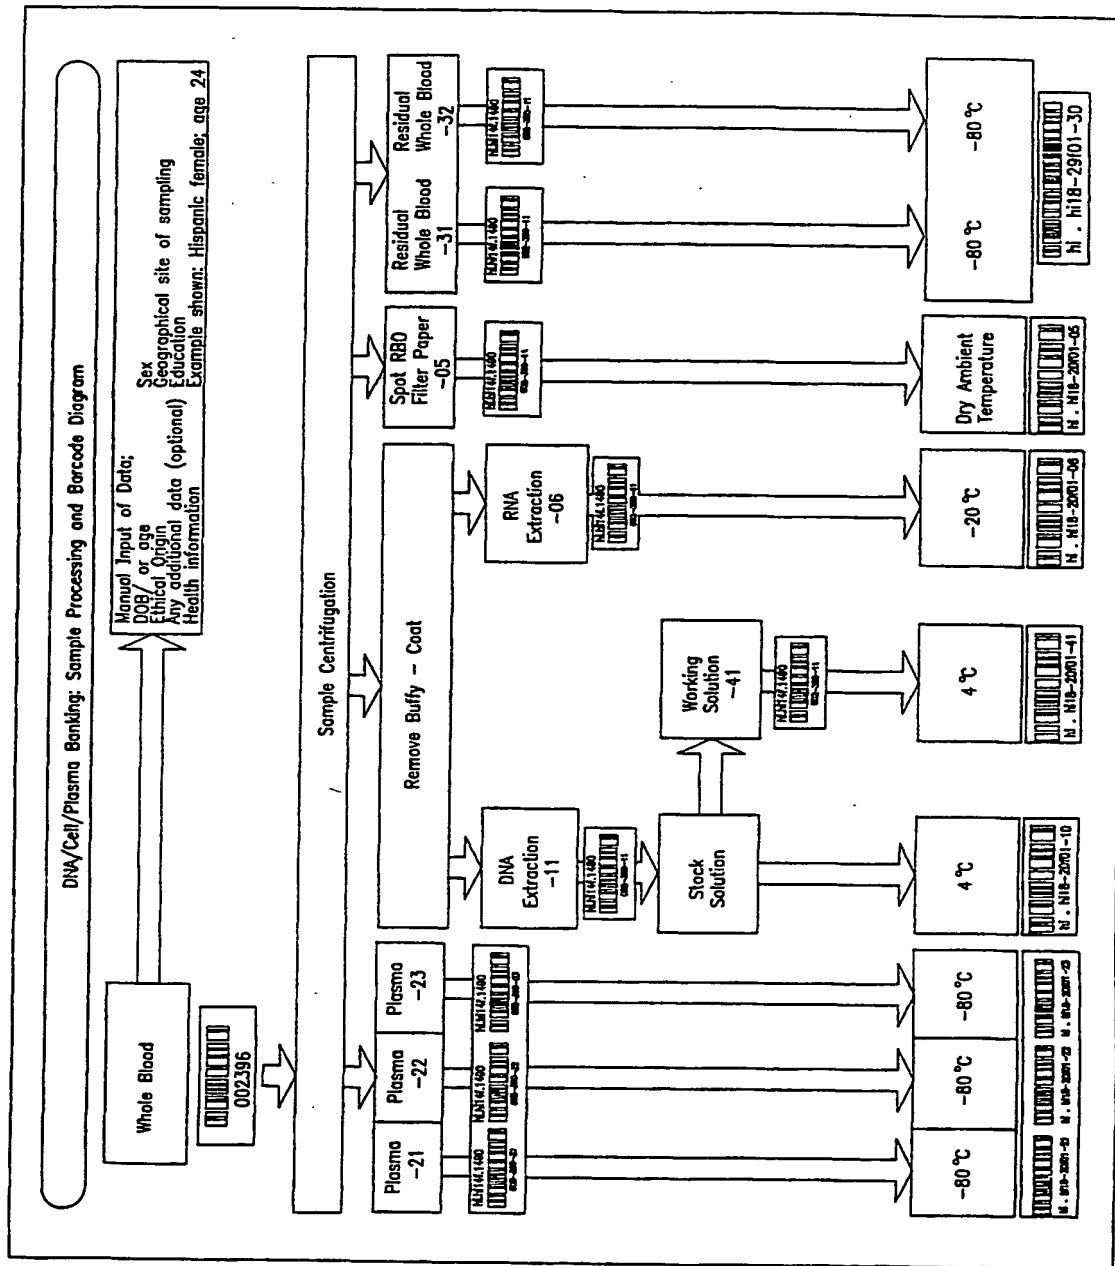 DNA/Cell/Plasma Banking: Sample Processing and Barcode Diagram
Whole Blood
002396
Manual Input of Data;
DOB/ or age
Ethical Origin
Any additional data (optional)
Health information
Sex
Geographical site of sampling
Education
Example shown: Hispanic female; age 24
Sample Centrifugation
Plasma
-21
Plasma
-22
Plasma
-23
Remove Buffy - Coat
Spot RBO
Filter Paper
-05
Residual
Whole Blood
-31
Residual
Whole Blood
-32
DNA
Extraction
-11
RNA
Extraction
-06
Stock
Solution
Working
Solution
-41
-80°C
-80°C
-80°C
4°C
4°C
-20°C
Dry Ambient
Temperature
-80°C
-80°C
hi . hi18-29f01-30